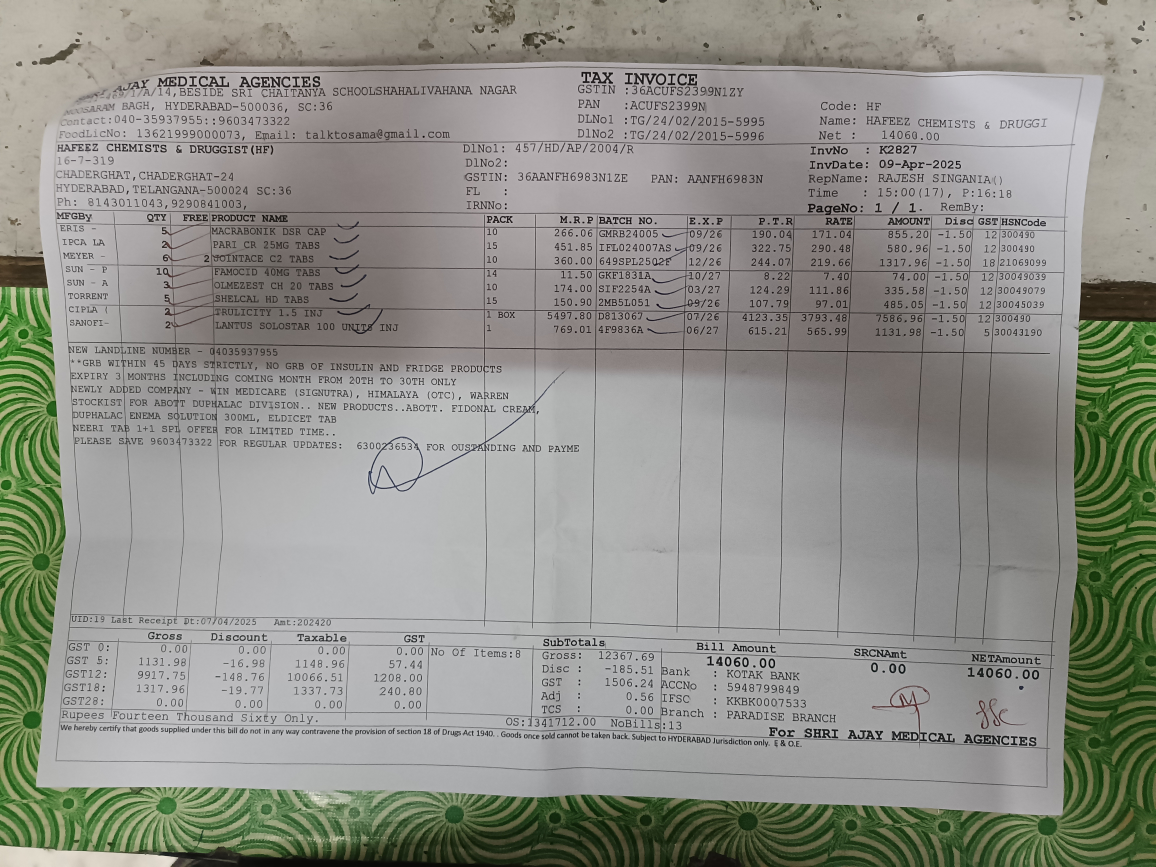 AJAY MEDICAL AGENCIES
/1/A/14,BESIDE SRI CHAITANYA SCHOOLSHAHALIVAHANA NAGAR
MOOSARAM BAGH, HYDERABAD-500036, SC:36
Contact:040-35937955::9603473322
FoodLicNo: 13621999000073, Email: talktosama@gmail.com
TAX INVOICE
GSTIN :36ACUFS2399N1ZY
PAN :ACUFS2399N
DLNo1 :TG/24/02/2015-5995
DLNo2 :TG/24/02/2015-5996
Code: HF
Name: HAFEEZ CHEMISTS & DRUGGI
Net : 14060.00
HAFEEZ CHEMISTS & DRUGGIST(HF)
16-7-319
CHADERGHAT,CHADERGHAT-24
HYDERABAD,TELANGANA-500024 SC:36
Ph: 8143011043,9290841003,
DlNo1: 457/HD/AP/2004/R
DlNo2:
GSTIN: 36AANFH6983N1ZE PAN: AANFH6983N
FL :
IRNNo:
InvNo : K2827
InvDate: 09-Apr-2025
RepName: RAJESH SINGANIA()
Time : 15:00(17), P:16:18
PageNo: 1 / 1. RemBy:
MFGBy QTY FREE PRODUCT NAME PACK M.R.P BATCH NO. E.X.P P.T.R RATE AMOUNT Disc GST HSNCode
ERIS - 5 MACRABONIK DSR CAP 10 266.06 GMRB24005 09/26 190.04 171.04 855.20 -1.50 12 300490
IPCA LA 2 PARI CR 25MG TABS 15 451.85 IFL024007AS 09/26 322.75 290.48 580.96 -1.50 12 300490
MEYER - 6 2 JOINTACE C2 TABS 10 360.00 649SPL2502F 12/26 244.07 219.66 1317.96 -1.50 18 21069099
SUN - P 10 FAMOCID 40MG TABS 14 11.50 GKF1831A 10/27 8.22 7.40 74.00 -1.50 12 30049039
SUN - A 3 OLMEZEST CH 20 TABS 10 174.00 SIF2254A 03/27 124.29 111.86 335.58 -1.50 12 30049079
TORRENT 5 SHELCAL HD TABS 15 150.90 2MB5L051 09/26 107.79 97.01 485.05 -1.50 12 30045039
CIPLA ( 2 TRULICITY 1.5 INJ 1 BOX 5497.80 D813067 07/26 4123.35 3793.48 7586.96 -1.50 12 300490
SANOFI- 2 LANTUS SOLOSTAR 100 UNITS INJ 1 769.01 4F9836A 06/27 615.21 565.99 1131.98 -1.50 5 30043190
NEW LANDLINE NUMBER - 04035937955
**GRB WITHIN 45 DAYS STRICTLY, NO GRB OF INSULIN AND FRIDGE PRODUCTS
EXPIRY 3 MONTHS INCLUDING COMING MONTH FROM 20TH TO 30TH ONLY
NEWLY ADDED COMPANY - WIN MEDICARE (SIGNUTRA), HIMALAYA (OTC), WARREN
STOCKIST FOR ABOTT DUPHALAC DIVISION.. NEW PRODUCTS..ABOTT. FIDONAL CREAM,
DUPHALAC ENEMA SOLUTION 300ML, ELDICET TAB
NEERI TAB 1+1 SPL OFFER FOR LIMITED TIME..
PLEASE SAVE 9603473322 FOR REGULAR UPDATES: 6300236534 FOR OUSTANDING AND PAYME
UID:19 Last Receipt Dt:07/04/2025 Amt:202420
Gross Discount Taxable GST
GST 0: 0.00 0.00 0.00 0.00
GST 5: 1131.98 -16.98 1148.96 57.44
GST12: 9917.75 -148.76 10066.51 1208.00
GST18: 1317.96 -19.77 1337.73 240.80
GST28: 0.00 0.00 0.00 0.00
No Of Items:8
SubTotals
Gross: 12367.69
Disc : -185.51
GST : 1506.24
Adj : 0.56
TCS : 0.00
Bill Amount
14060.00
Bank : KOTAK BANK
ACCNo : 5948799849
IFSC : KKBK0007533
Branch : PARADISE BRANCH
SRCNAmt
0.00
NETAmount
14060.00
Rupees Fourteen Thousand Sixty Only.
OS:1341712.00 NoBills:13
For SHRI AJAY MEDICAL AGENCIES
We hereby certify that goods supplied under this bill do not in any way contravene the provision of section 18 of Drugs Act 1940. . Goods once sold cannot be taken back. Subject to HYDERABAD Jurisdiction only. E & O.E.